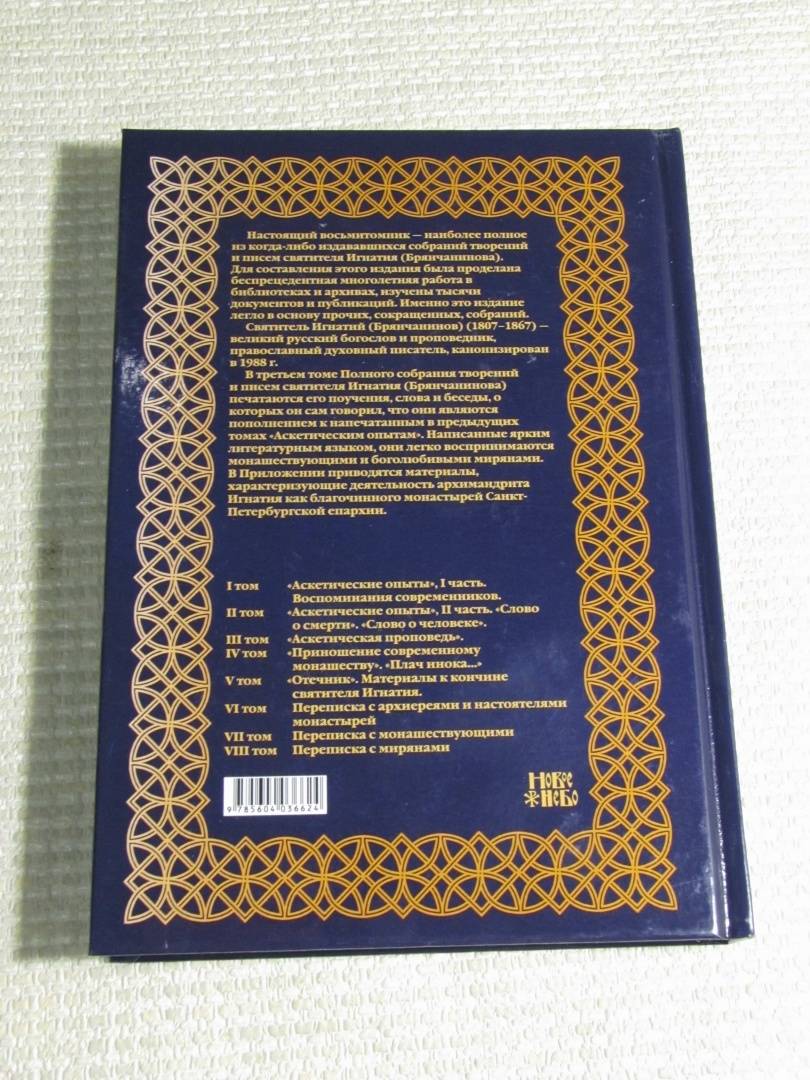 Настоящий восьмитомник — наиболее полное
из когда-либо издававшихся собраний творений
и писем святителя Игнатия (Брянчанинова).
Для составления этого издания была проделана
беспрецедентная многолетняя работа в
библиотеках и архивах, изучены тысячи
документов и публикаций. Именно это издание
легло в основу прочих, сокращенных, собраний.
Святитель Игнатий (Брянчанинов) (1807–1867) —
великий русский богослов и проповедник,
православный духовный писатель, канонизирован
в 1988 г.
В третьем томе Полного собрания творений
и писем святителя Игнатия (Брянчанинова)
печатаются его поучения, слова и беседы, о
которых он сам говорил, что они являются
пополнением к напечатанным в предыдущих
томах «Аскетическим опытам». Написанные ярким
литературным языком, они легко воспринимаются
монашествующими и боголюбивыми мирянами.
В Приложении приводятся материалы,
характеризующие деятельность архимандрита
Игнатия как благочинного монастырей Санкт-
Петербургской епархии.
I том «Аскетические опыты», I часть.
Воспоминания современников.
II том «Аскетические опыты», II часть. «Слово
о смерти». «Слово о человеке».
III том «Аскетическая проповедь».
IV том «Приношение современному
монашеству». «Плач инока...»
V том «Отечник». Материалы к кончине
святителя Игнатия.
VI том Переписка с архиереями и настоятелями
монастырей
VII том Переписка с монашествующими
VIII том Переписка с мирянами
9 785604 036624
Новое
Небо